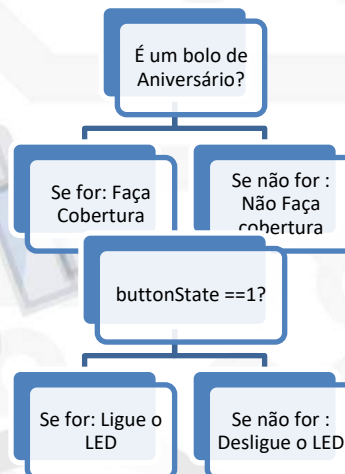 É um bolo de
Aniversário?
Se for: Faça
Cobertura
Se não for :
Não Faça
cobertura
buttonState ==1?
Se for: Ligue o
LED
Se não for :
Desligue o LED